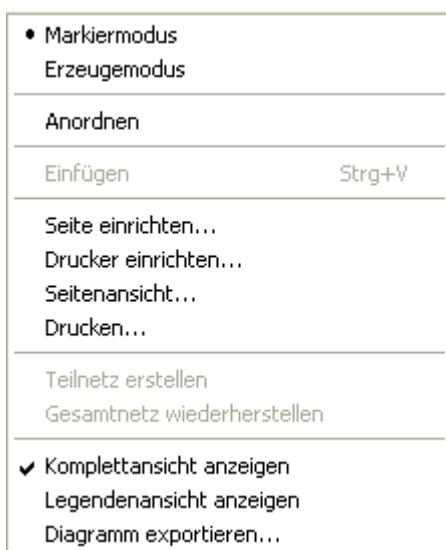 Markiermodus
Erzeugemodus
Anordnen
Einfügen Strg+V
Seite einrichten...
Drucker einrichten...
Seitenansicht...
Drucken...
Teilnetz erstellen
Gesamtnetz wiederherstellen
Komplettansicht anzeigen
Legendenansicht anzeigen
Diagramm exportieren...